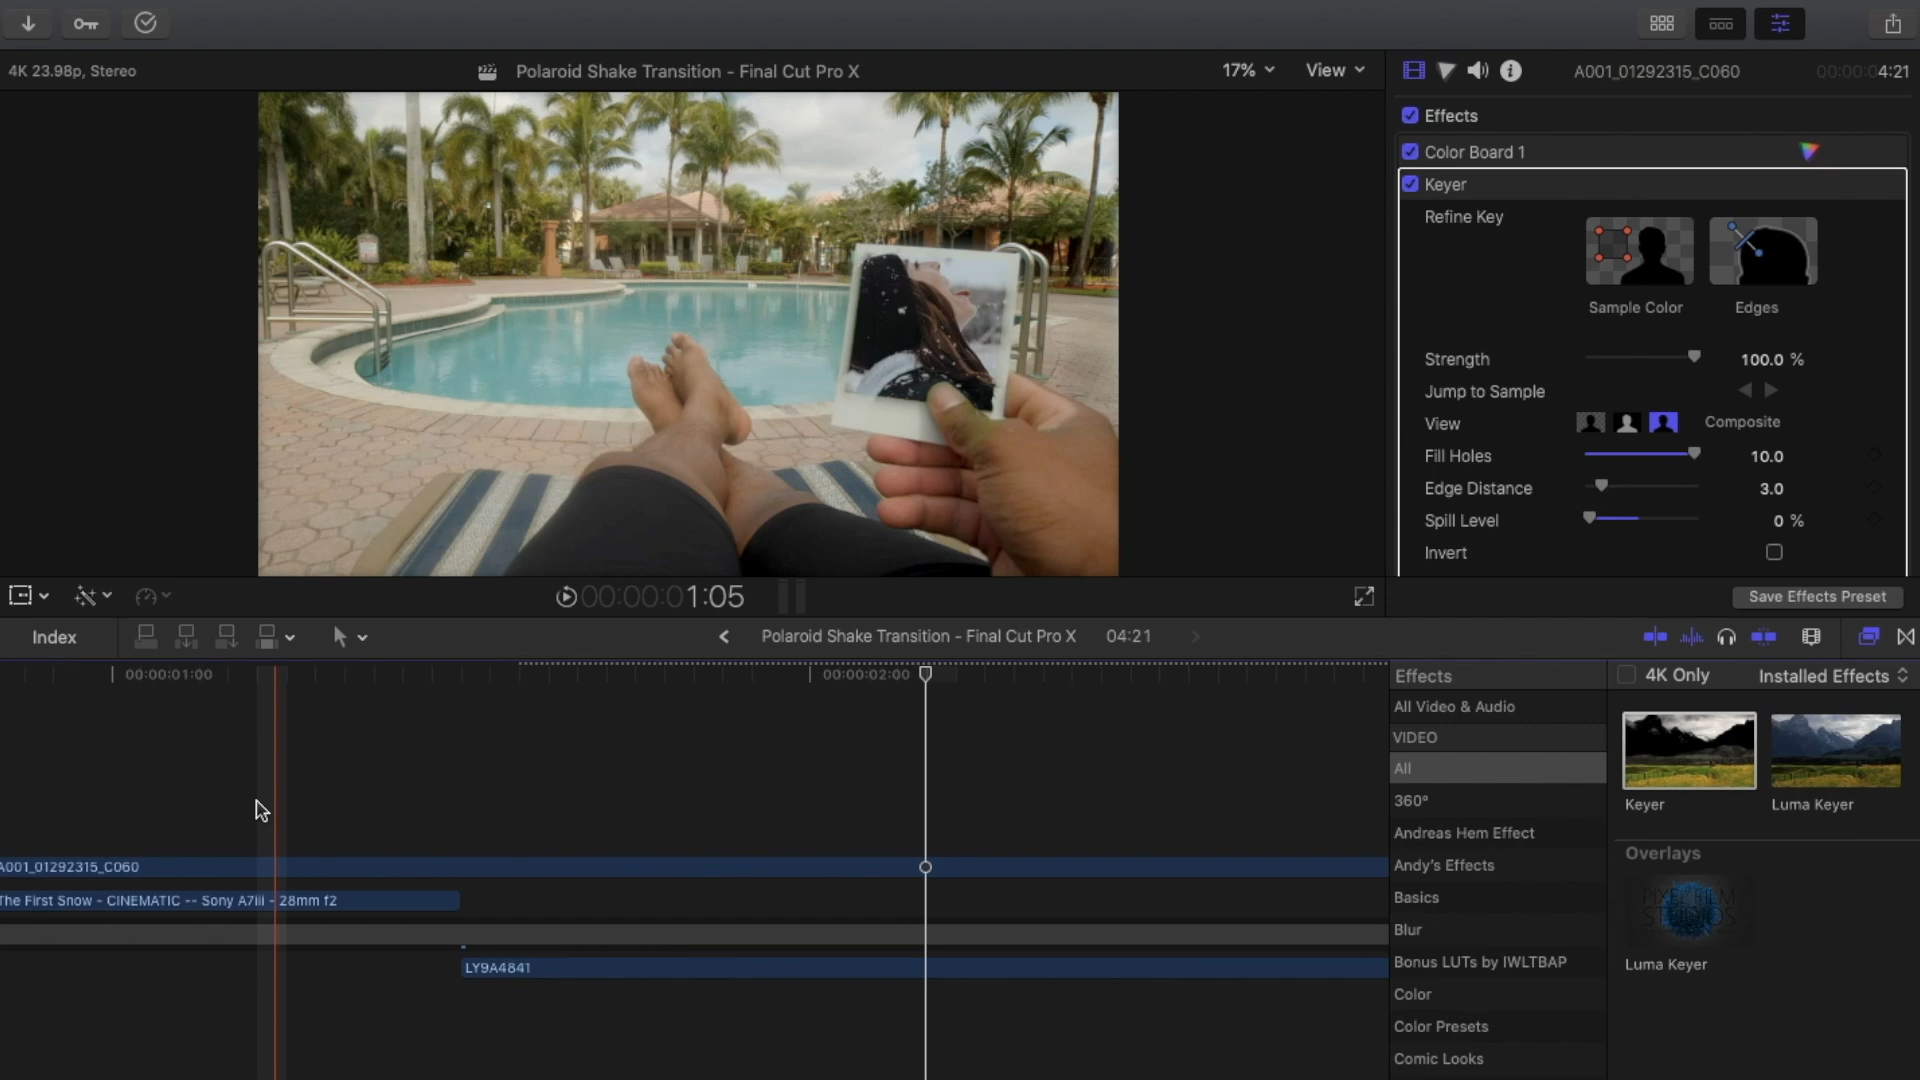 4K 23.98p, Stereo
Polaroid Shake Transition - Final Cut Pro X
17%
View
A001_01292315_C060
00:00:04:21
Effects
Color Board 1
Keyer
Refine Key
Sample Color
Edges
Strength
100.0 %
Jump to Sample
View
Composite
Fill Holes
10.0
Edge Distance
3.0
Spill Level
0 %
Invert
00:00:01:05
Save Effects Preset
Index
Polaroid Shake Transition - Final Cut Pro X
04:21
00:00:01:00
00:00:02:00
A001_01292315_C060
The First Snow - CINEMATIC -- Sony A7iii - 28mm f2
LY9A4841
Effects
4K Only
Installed Effects
All Video & Audio
VIDEO
All
360°
Andreas Hem Effect
Andy's Effects
Basics
Blur
Bonus LUTs by IWLTBAP
Color
Color Presets
Comic Looks
Keyer
Luma Keyer
Overlays
PIXEL FILM
STUDIOS
Luma Keyer